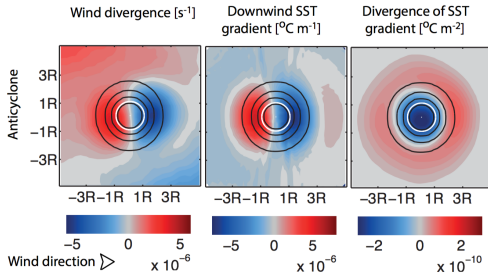 Wind divergence [s-1]
Downwind SST
gradient [ºC m-1]
Divergence of SST
gradient [ºC m-2]
Anticyclone
3R
1R
−1R
−3R
−3R −1R 1R 3R
−3R −1R 1R 3R
−3R −1R 1R 3R
−5 0 5
x 10-6
−5 0 5
x 10-6
−2 0 2
x 10-10
Wind direction